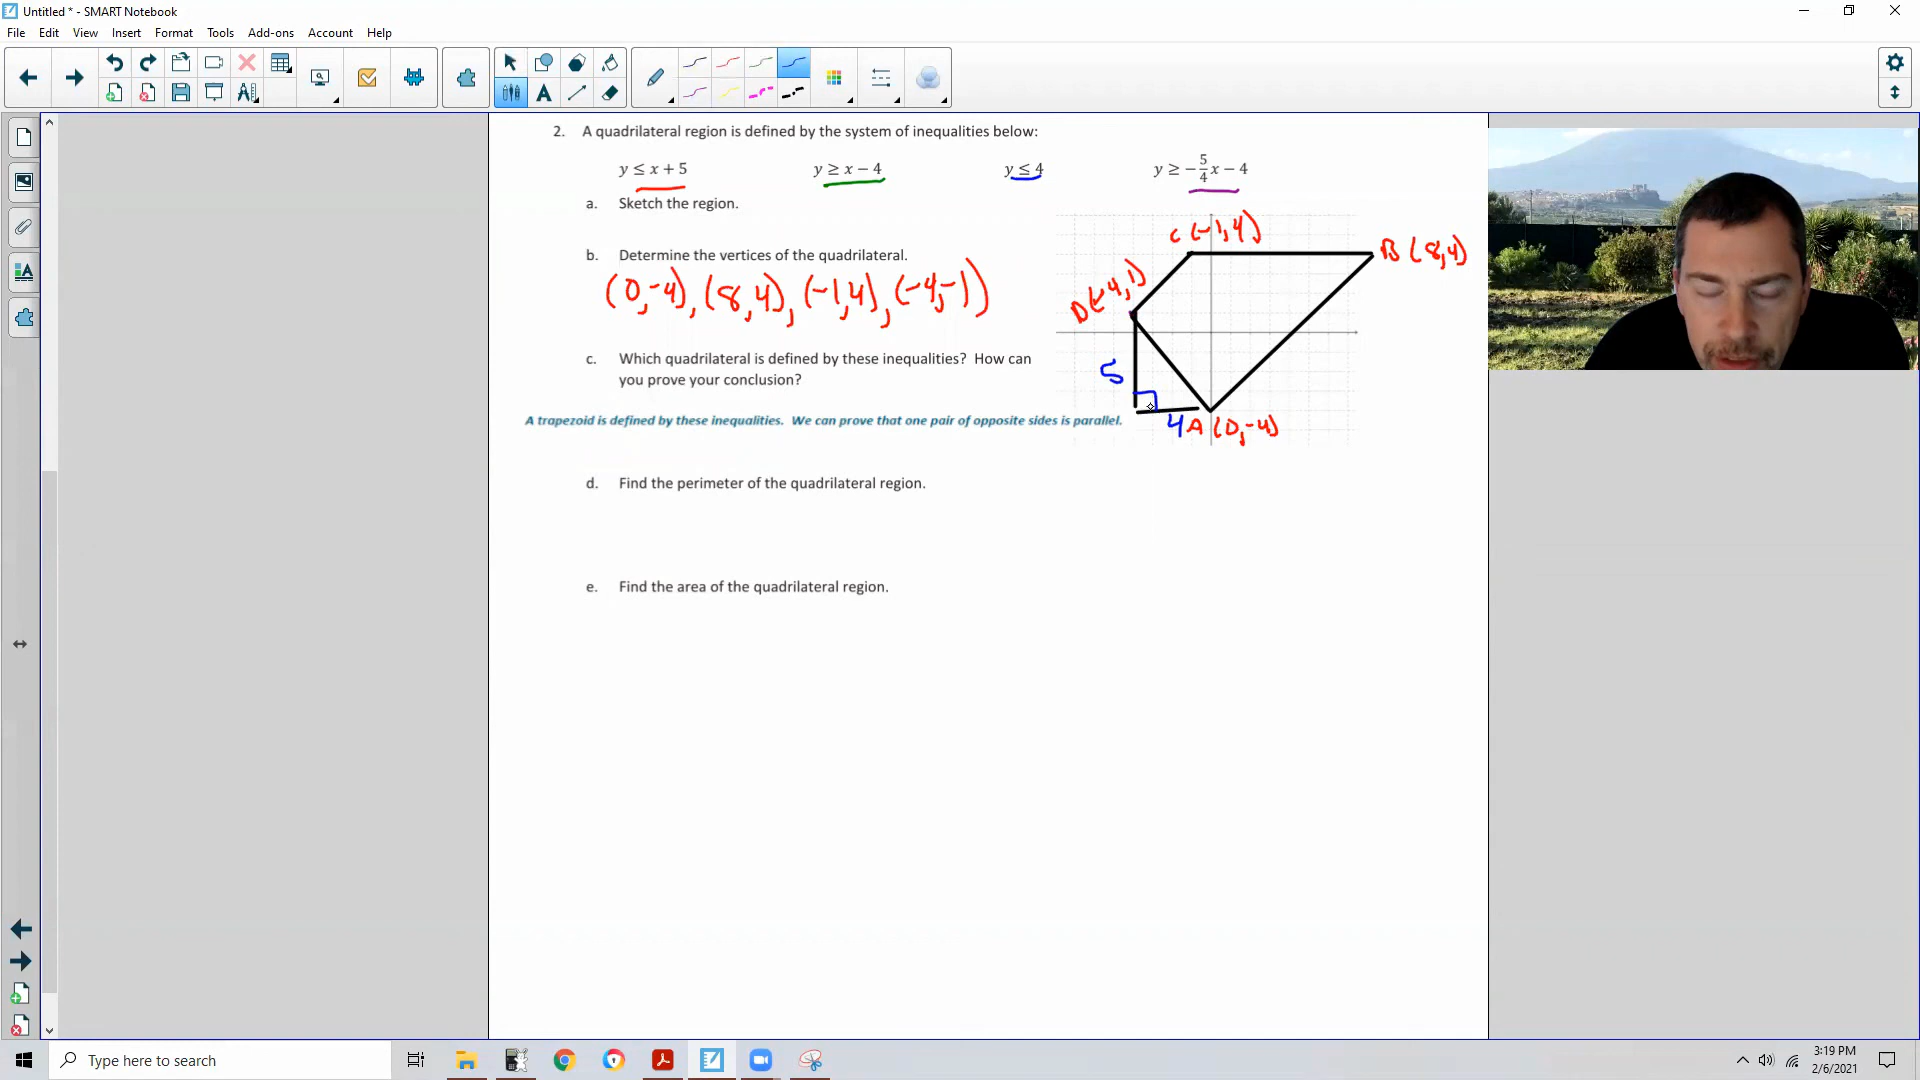 Untitled * - SMART Notebook
File Edit View Insert Format Tools Add-ons Account Help
2. A quadrilateral region is defined by the system of inequalities below:
y ≤ x + 5 y ≥ x − 4 y ≤ 4 y ≥ −5/4x − 4
a. Sketch the region.
C (-1,4)
B (8,4)
b. Determine the vertices of the quadrilateral.
D(-4,1)
(0,-4), (8,4), (-1,4), (-4,-1)
c. Which quadrilateral is defined by these inequalities? How can
you prove your conclusion?
5
A trapezoid is defined by these inequalities. We can prove that one pair of opposite sides is parallel.
4 A (0,-4)
d. Find the perimeter of the quadrilateral region.
e. Find the area of the quadrilateral region.
Type here to search
3:19 PM
2/6/2021